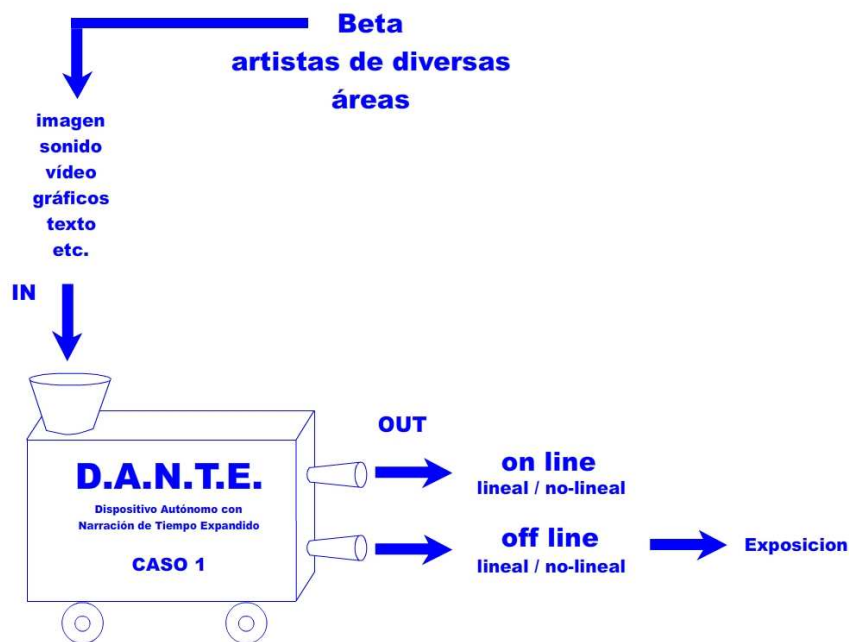 Beta
artistas de diversas
áreas
imagen
sonido
vídeo
gráficos
texto
etc.
IN
D.A.N.T.E.
Dispositivo Autónomo con
Narración de Tiempo Expandido
CASO 1
OUT
on line
lineal / no-lineal
off line
lineal / no-lineal
Exposicion